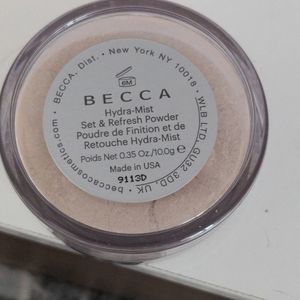 BECCA, Dist. • New York NY 10018 • WLB LTD, GU32 3DD, UK • beccacosmetics.com •
6M
BECCA
Hydra-Mist
Set & Refresh Powder
Poudre de Finition et de
Retouche Hydra-Mist
Poids Net 0.35 Oz./10.0g
Made in USA
9113D